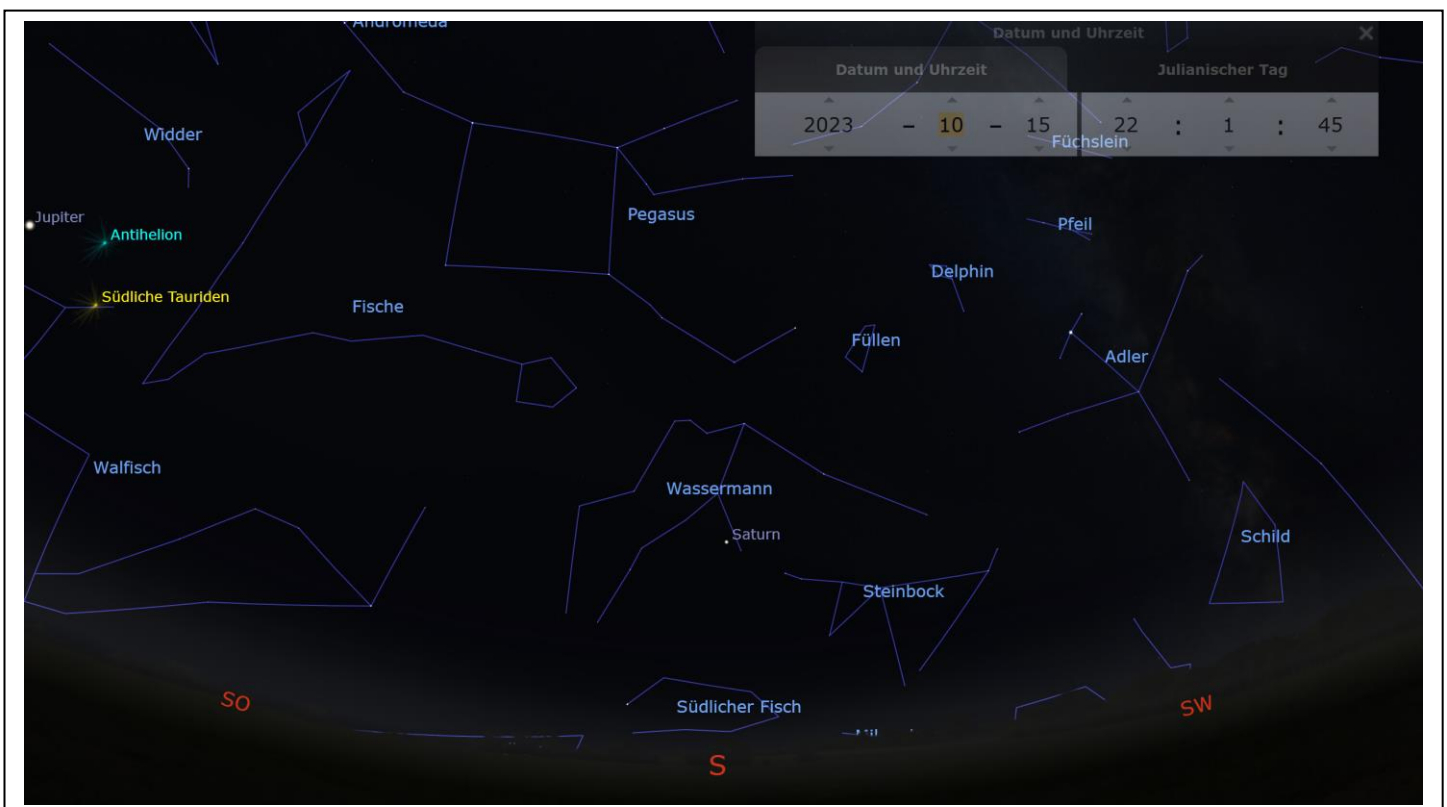 Andromeda
Datum und Uhrzeit
Datum und Uhrzeit
Julianischer Tag
2023 – 10 – 15 22 : 1 : 45
Widder
Füchslein
Jupiter
Pegasus
Pfeil
Antihelion
Delphin
Südliche Tauriden
Fische
Füllen
Adler
Walfisch
Wassermann
Saturn
Schild
Steinbock
SO
Südlicher Fisch
SW
S